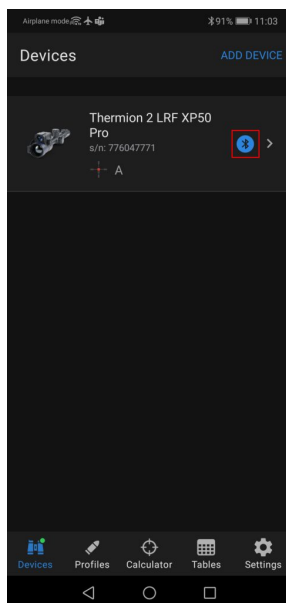 Airplane mode 91% 11:03
Devices ADD DEVICE
Thermion 2 LRF XP50
Pro
s/n: 776047771
A
Devices Profiles Calculator Tables Settings